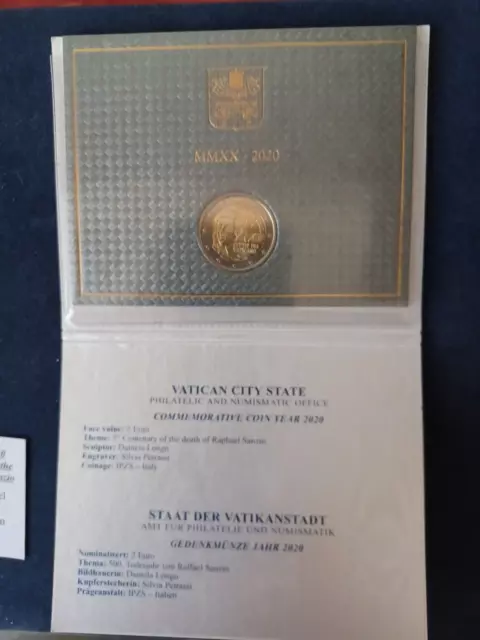 MMXX - 2020
VATICAN CITY STATE
PHILATELIC AND NUMISMATIC OFFICE
COMMEMORATIVE COIN YEAR 2020
Face value: 2 Euro
Theme: Centenary of the death of Raphael Sanzio
Sculptor: Daniela Longo
Engraver: Silvia Petrassi
Coinage: IPZS – Italy
STAAT DER VATIKANSTADT
AMT FÜR PHILATELIE UND NUMISMATIK
GEDENKMÜNZE JAHR 2020
Nominalwert: 2 Euro
Thema: 500. Todesjahr von Raffael Sanzio
Bildhauerin: Daniela Longo
Kupferstecherin: Silvia Petrassi
Prägeanstalt: IPZS – Italien
the